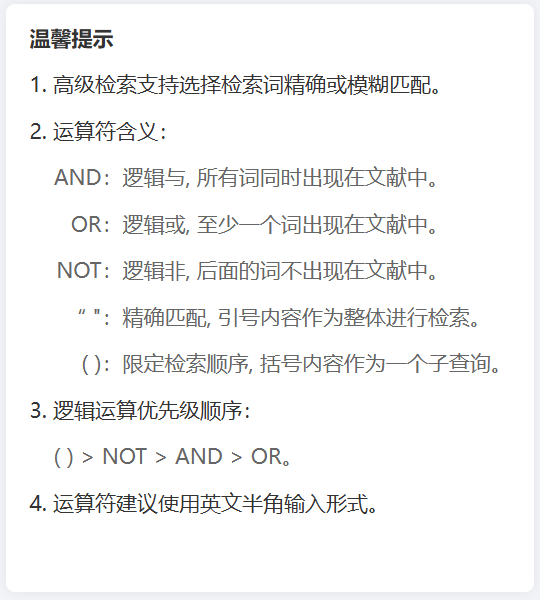 温馨提示
1. 高级检索支持选择检索词精确或模糊匹配。
2. 运算符含义：
AND：逻辑与, 所有词同时出现在文献中。
OR：逻辑或, 至少一个词出现在文献中。
NOT：逻辑非, 后面的词不出现在文献中。
“ "：精确匹配, 引号内容作为整体进行检索。
( )：限定检索顺序, 括号内容作为一个子查询。
3. 逻辑运算优先级顺序：
( ) > NOT > AND > OR。
4. 运算符建议使用英文半角输入形式。